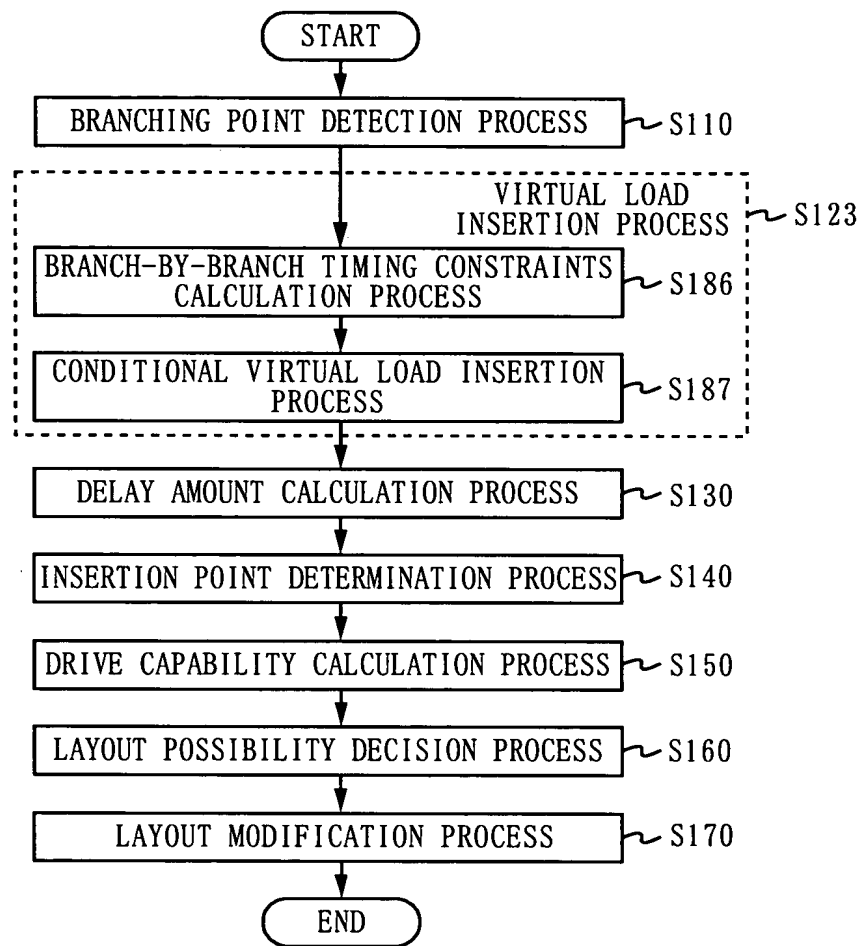 START
BRANCHING POINT DETECTION PROCESS
S110
VIRTUAL LOAD
INSERTION PROCESS
S123
BRANCH-BY-BRANCH TIMING CONSTRAINTS
CALCULATION PROCESS
S186
CONDITIONAL VIRTUAL LOAD INSERTION
PROCESS
S187
DELAY AMOUNT CALCULATION PROCESS
S130
INSERTION POINT DETERMINATION PROCESS
S140
DRIVE CAPABILITY CALCULATION PROCESS
S150
LAYOUT POSSIBILITY DECISION PROCESS
S160
LAYOUT MODIFICATION PROCESS
S170
END